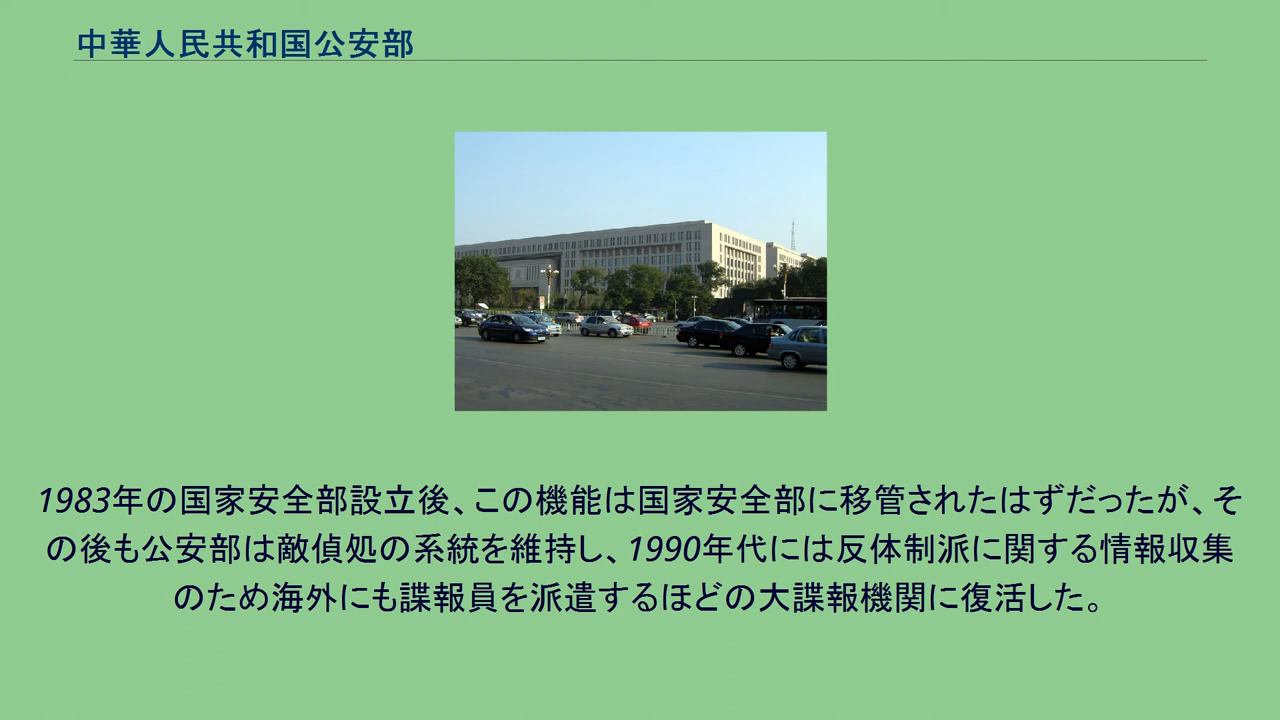 中華人民共和国公安部
1983年の国家安全部設立後、この機能は国家安全部に移管されたはずだったが、そ
の後も公安部は敵偵処の系統を維持し、1990年代には反体制派に関する情報収集
のため海外にも諜報員を派遣するほどの大諜報機関に復活した。